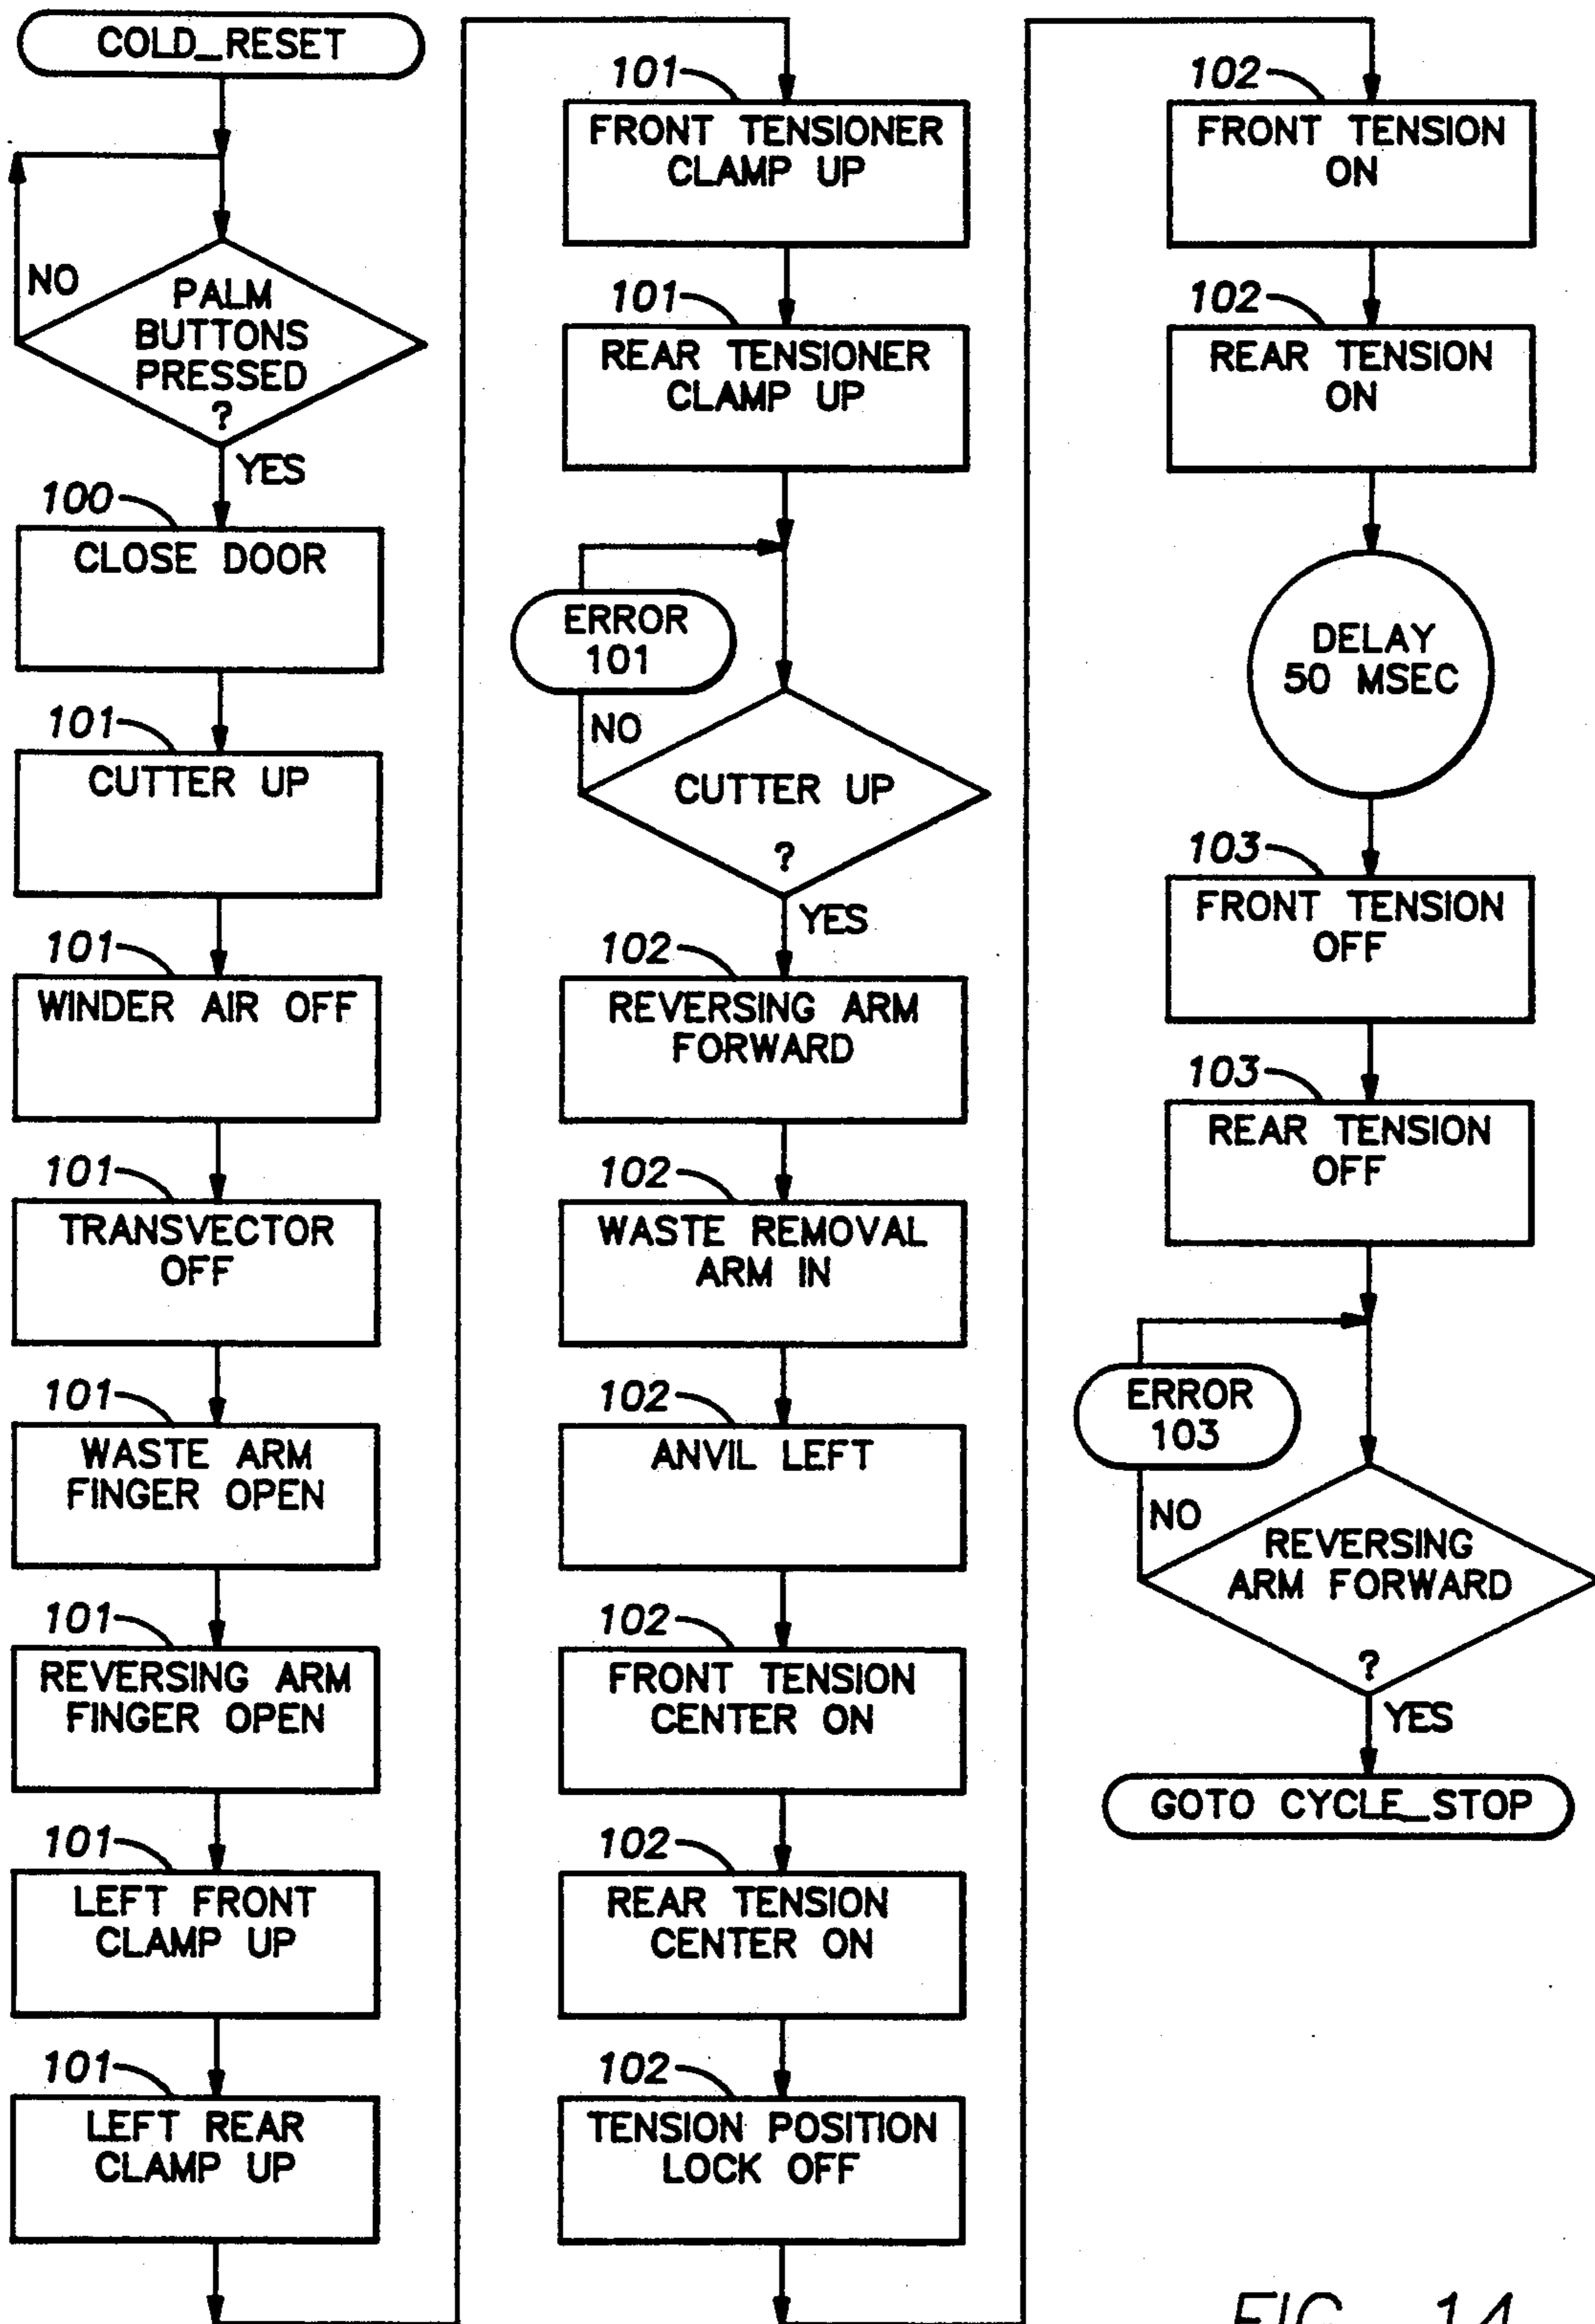 COLD_RESET
NO
PALM
BUTTONS
PRESSED
?
YES
100
CLOSE DOOR
101
CUTTER UP
101
WINDER AIR OFF
101
TRANSVECTOR
OFF
101
WASTE ARM
FINGER OPEN
101
REVERSING ARM
FINGER OPEN
101
LEFT FRONT
CLAMP UP
101
LEFT REAR
CLAMP UP
101
FRONT TENSIONER
CLAMP UP
101
REAR TENSIONER
CLAMP UP
ERROR
101
NO
CUTTER UP
?
YES
102
REVERSING ARM
FORWARD
102
WASTE REMOVAL
ARM IN
102
ANVIL LEFT
102
FRONT TENSION
CENTER ON
102
REAR TENSION
CENTER ON
102
TENSION POSITION
LOCK OFF
102
FRONT TENSION
ON
102
REAR TENSION
ON
DELAY
50 MSEC
103
FRONT TENSION
OFF
103
REAR TENSION
OFF
ERROR
103
NO
REVERSING
ARM FORWARD
?
YES
GOTO CYCLE_STOP
FIG. 14